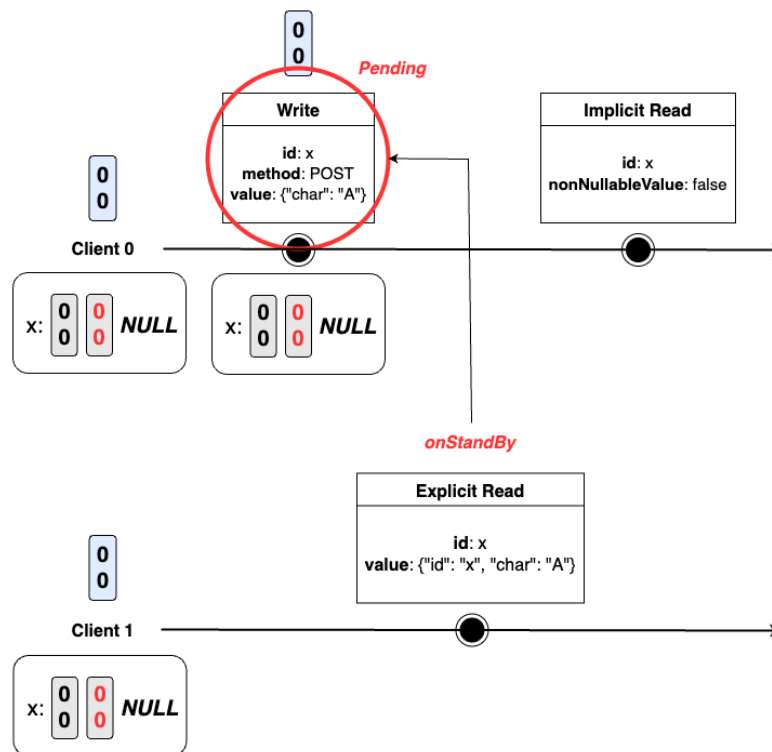 0
0
Pending
Write
id: x
method: POST
value: {"char": "A"}
Implicit Read
id: x
nonNullableValue: false
0
0
Client 0
x: 0 0 NULL
0 0
x: 0 0 NULL
0 0
onStandBy
Explicit Read
id: x
value: {"id": "x", "char": "A"}
0
0
Client 1
x: 0 0 NULL
0 0